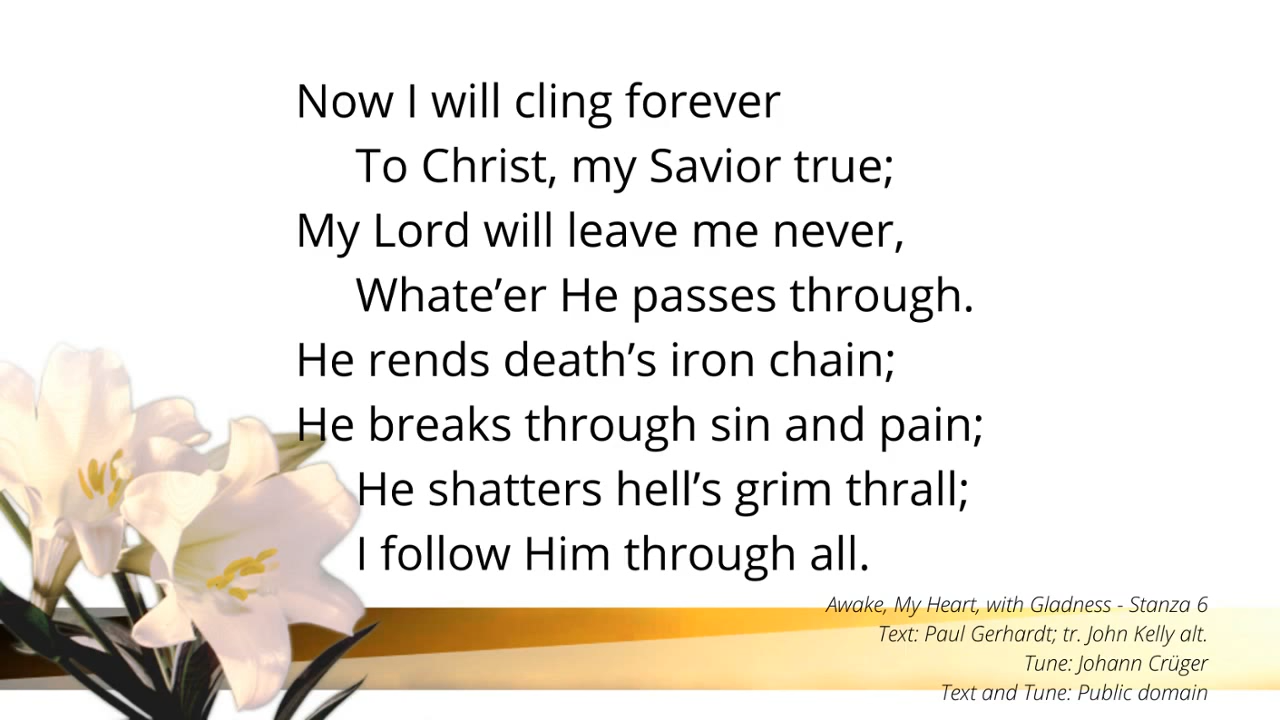 Now I will cling forever
To Christ, my Savior true;
My Lord will leave me never,
Whate’er He passes through.
He rends death’s iron chain;
He breaks through sin and pain;
He shatters hell’s grim thrall;
I follow Him through all.
Awake, My Heart, with Gladness - Stanza 6
Text: Paul Gerhardt; tr. John Kelly alt.
Tune: Johann Crüger
Text and Tune: Public domain